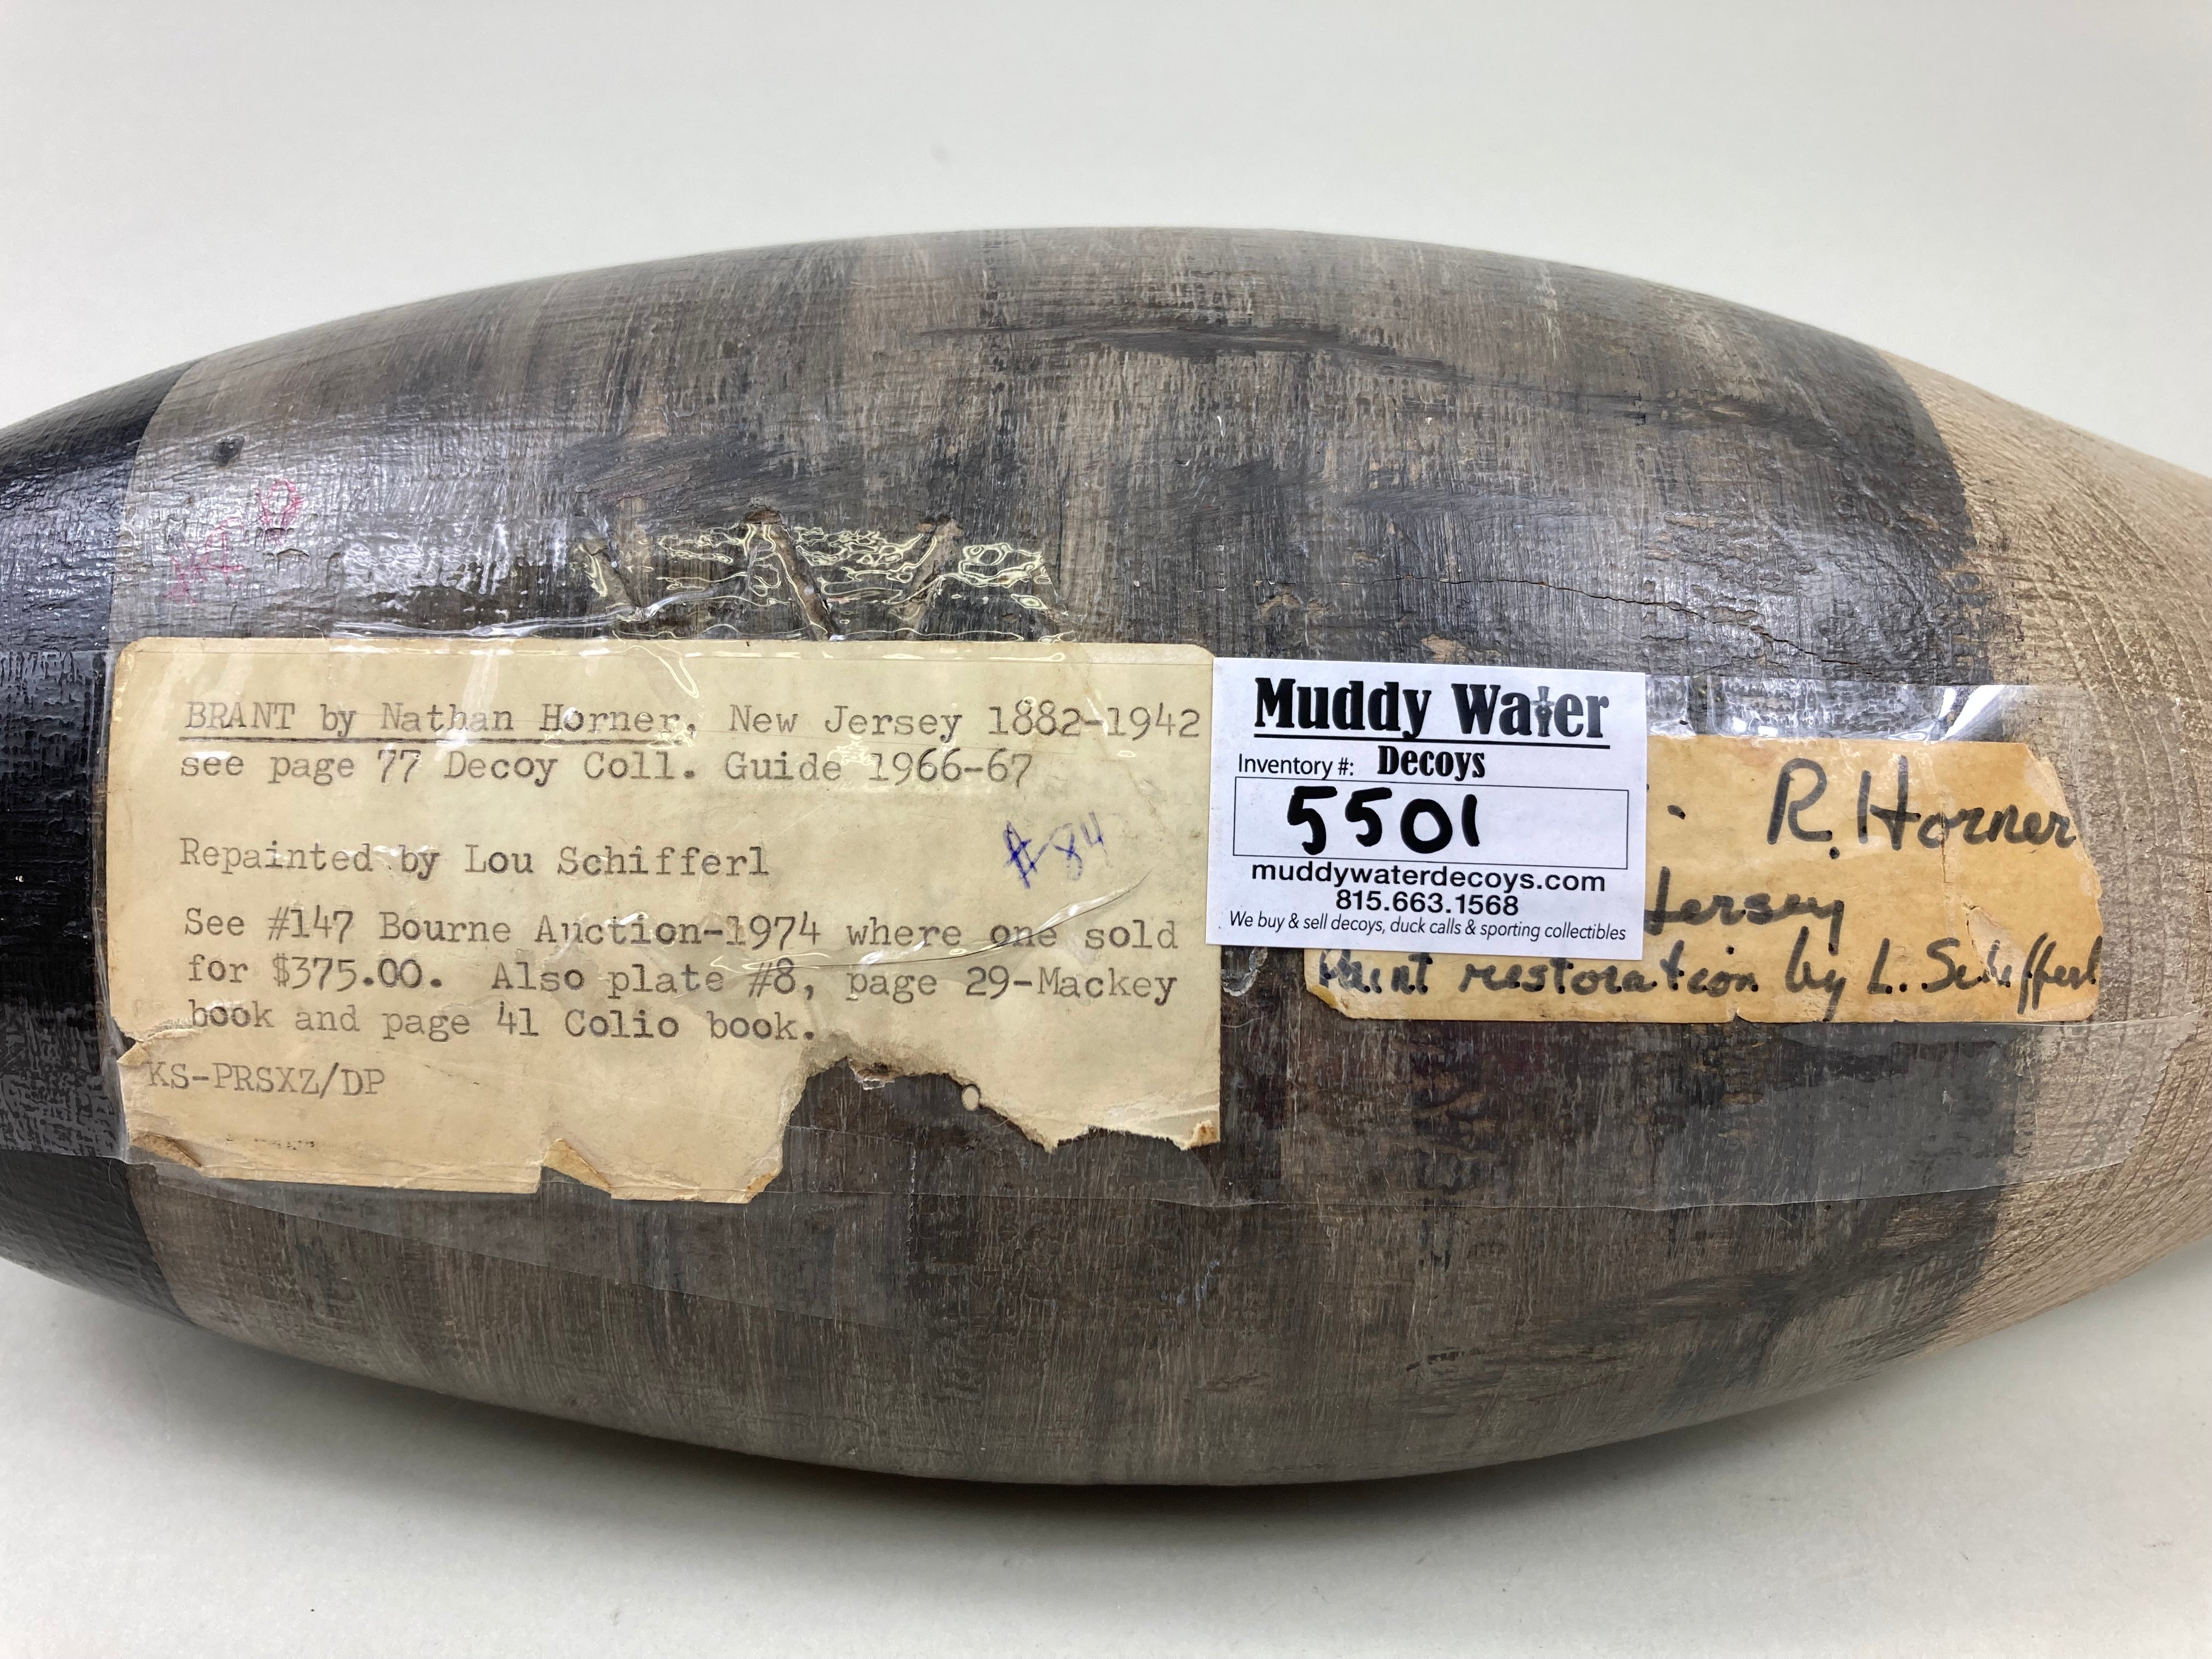 BRANT by Nathan Horner, New Jersey 1882-1942
see page 77 Decoy Coll. Guide 1966-67
Repainted by Lou Schifferl
#84
See #147 Bourne Auction-1974 where one sold
for $375.00. Also plate #8, page 29-Mackey
book and page 41 Colio book.
KS-PRSXZ/DP
Muddy Water
Decoys
Inventory #:
5501
muddywaterdecoys.com
815.663.1568
We buy & sell decoys, duck calls & sporting collectibles
R. Horner
Jersey
Paint restoration by L. Schifferl